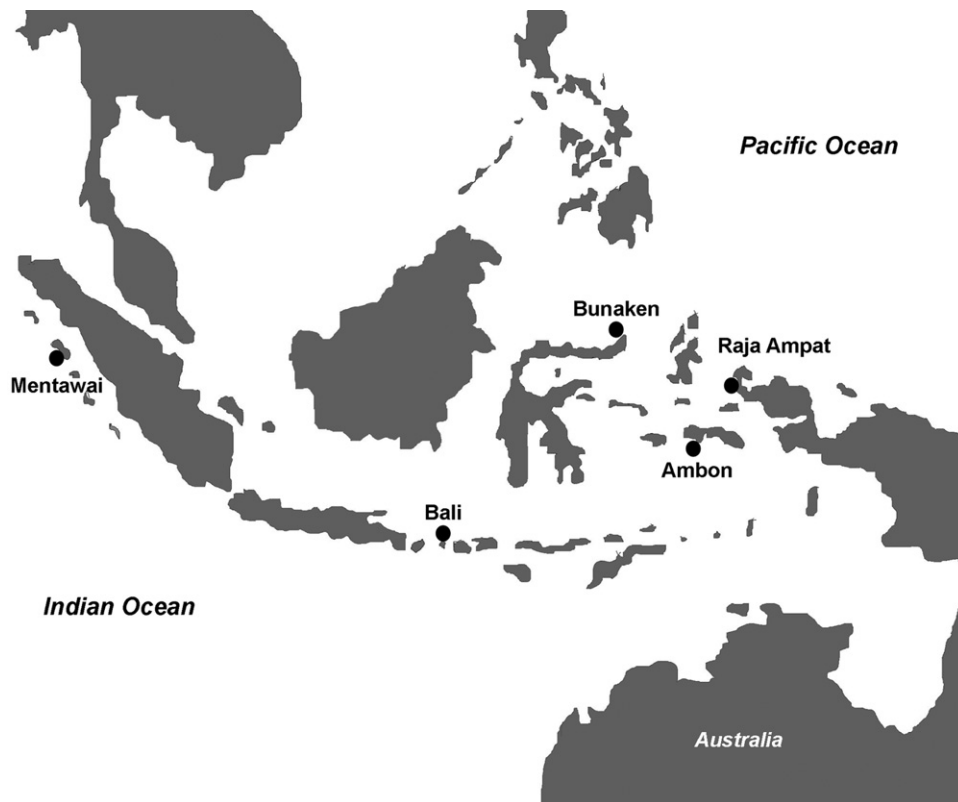 Pacific Ocean
Bunaken
Raja Ampat
Mentawai
Ambon
Bali
Indian Ocean
Australia